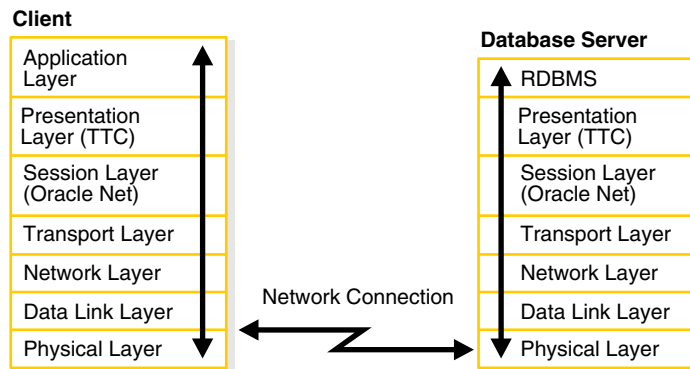 Client
Application
Layer
Presentation
Layer (TTC)
Session Layer
(Oracle Net)
Transport Layer
Network Layer
Data Link Layer
Physical Layer
Network Connection
Database Server
RDBMS
Presentation
Layer (TTC)
Session Layer
(Oracle Net)
Transport Layer
Network Layer
Data Link Layer
Physical Layer